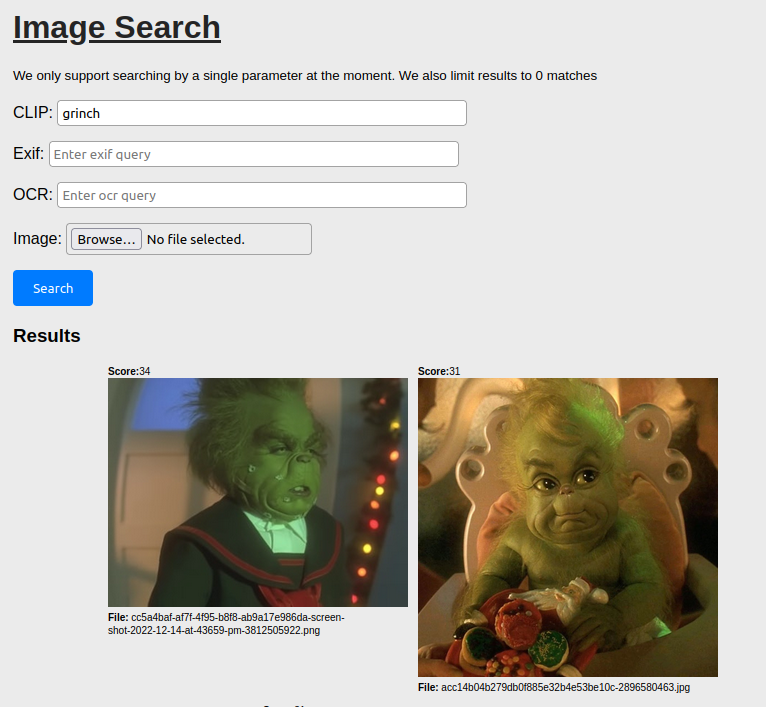 Image Search
We only support searching by a single parameter at the moment. We also limit results to 0 matches
CLIP: grinch
Exif: Enter exif query
OCR: Enter ocr query
Image: Browse... No file selected.
Search
Results
Score:34
Score:31
File: cc5a4baf-af7f-4f95-b8f8-ab9a17e986da-screen-
shot-2022-12-14-at-43659-pm-3812505922.png
File: acc14b04b279db0f885e32b4e53be10c-2896580463.jpg